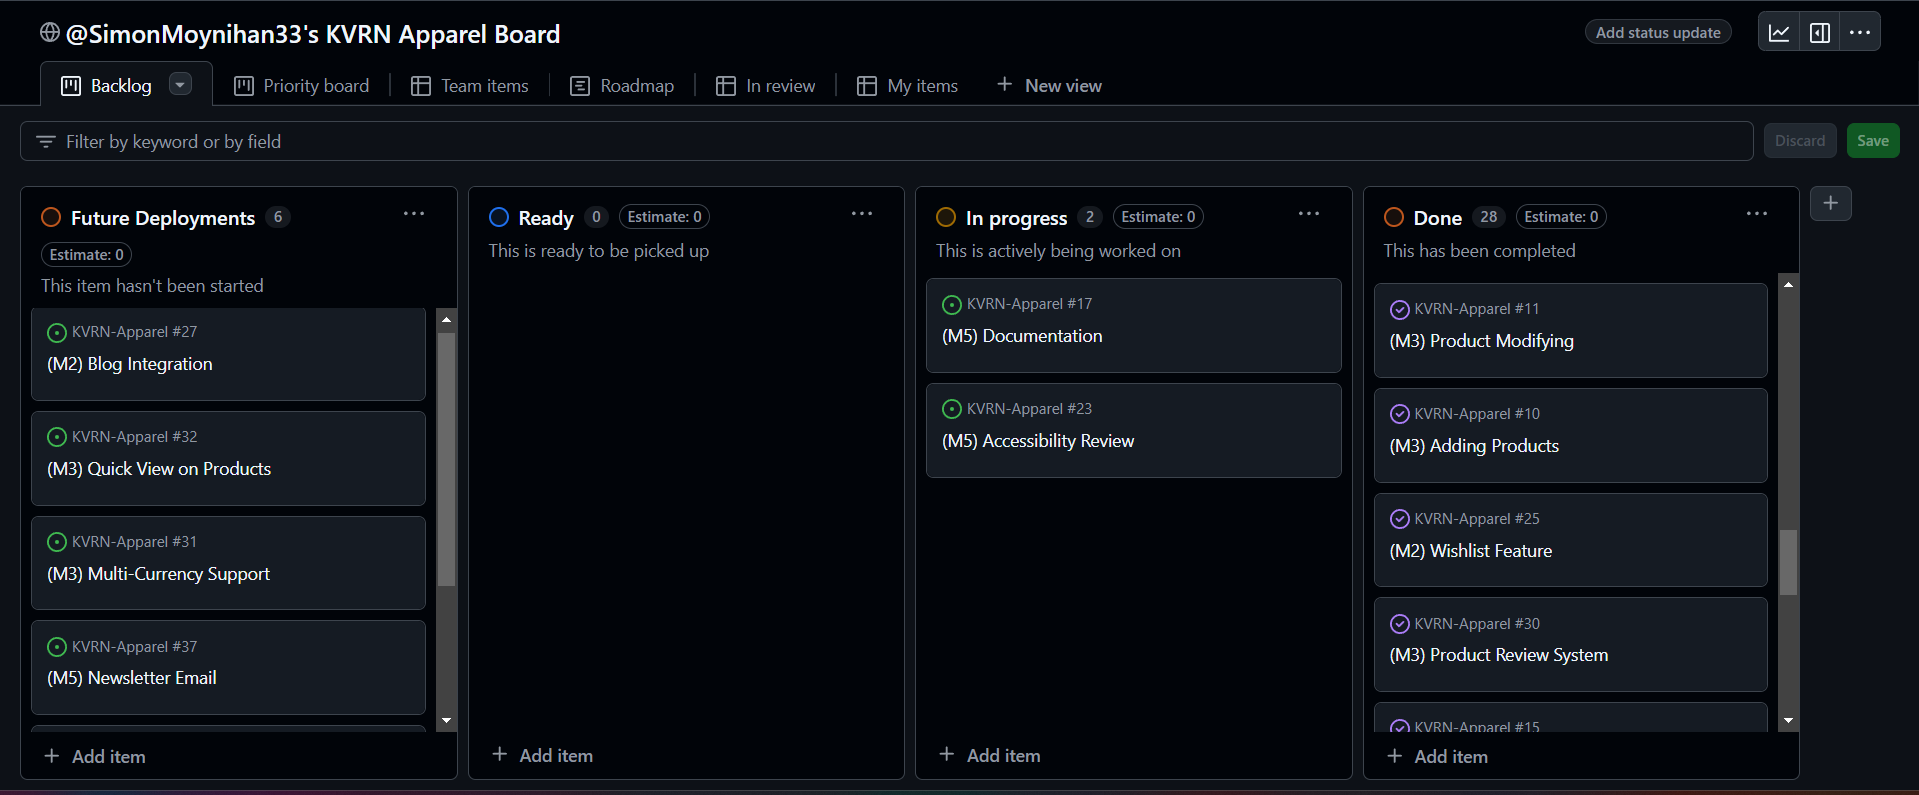 @SimonMoynihan33's KVRN Apparel Board
Add status update
Backlog
Priority board
Team items
Roadmap
In review
My items
New view
Filter by keyword or by field
Discard
Save
Future Deployments 6
Estimate: 0
This item hasn't been started
KVRN-Apparel #27
(M2) Blog Integration
KVRN-Apparel #32
(M3) Quick View on Products
KVRN-Apparel #31
(M3) Multi-Currency Support
KVRN-Apparel #37
(M5) Newsletter Email
Add item
Ready 0 Estimate: 0
This is ready to be picked up
Add item
In progress 2 Estimate: 0
This is actively being worked on
KVRN-Apparel #17
(M5) Documentation
KVRN-Apparel #23
(M5) Accessibility Review
Add item
Done 28 Estimate: 0
This has been completed
KVRN-Apparel #11
(M3) Product Modifying
KVRN-Apparel #10
(M3) Adding Products
KVRN-Apparel #25
(M2) Wishlist Feature
KVRN-Apparel #30
(M3) Product Review System
KVRN-Apparel #15
Add item